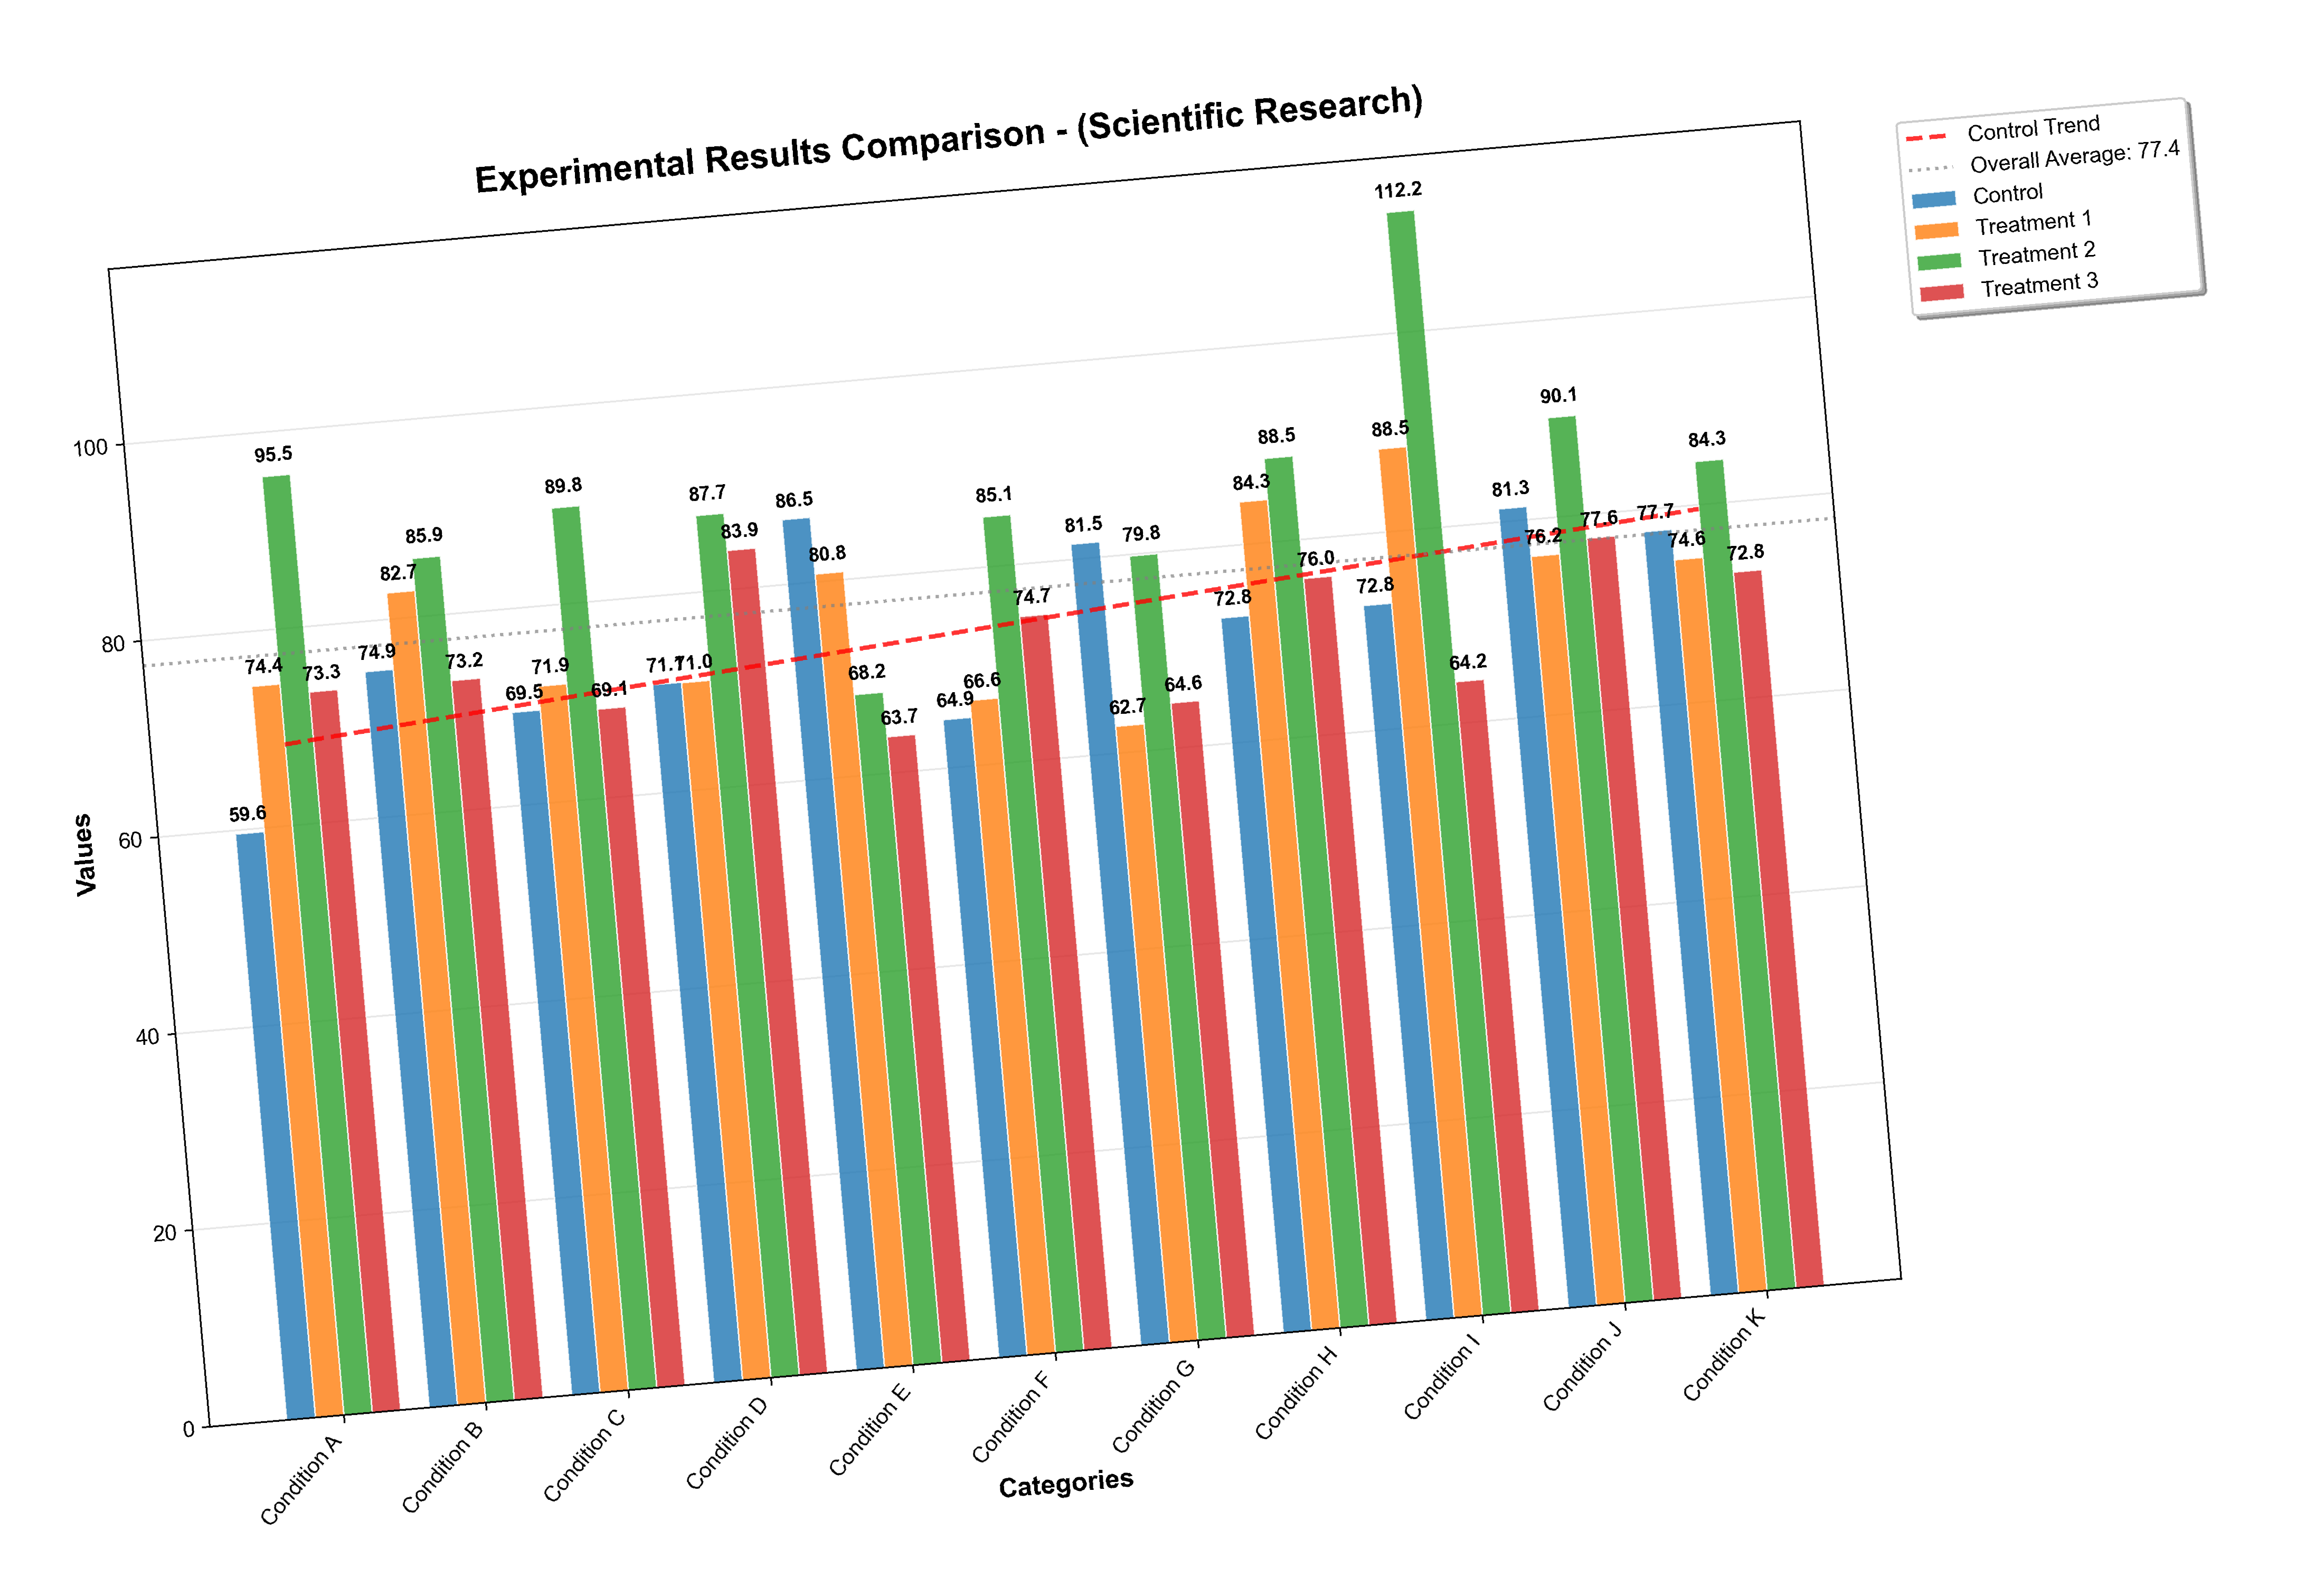 Experimental Results Comparison - (Scientific Research)
Control Trend
Overall Average: 77.4
Control
Treatment 1
Treatment 2
Treatment 3
Values
100
80
60
40
20
0
59.6
74.4
95.5
73.3
74.9
82.7
85.9
73.2
69.5
71.9
89.8
69.1
71.0
87.7
83.9
86.5
80.8
68.2
63.7
64.9
66.6
85.1
74.7
81.5
62.7
79.8
64.6
72.8
84.3
88.5
76.0
72.8
88.5
112.2
64.2
81.3
76.2
90.1
77.6
77.7
74.6
84.3
72.8
Condition A
Condition B
Condition C
Condition D
Condition E
Condition F
Condition G
Condition H
Condition I
Condition J
Condition K
Categories